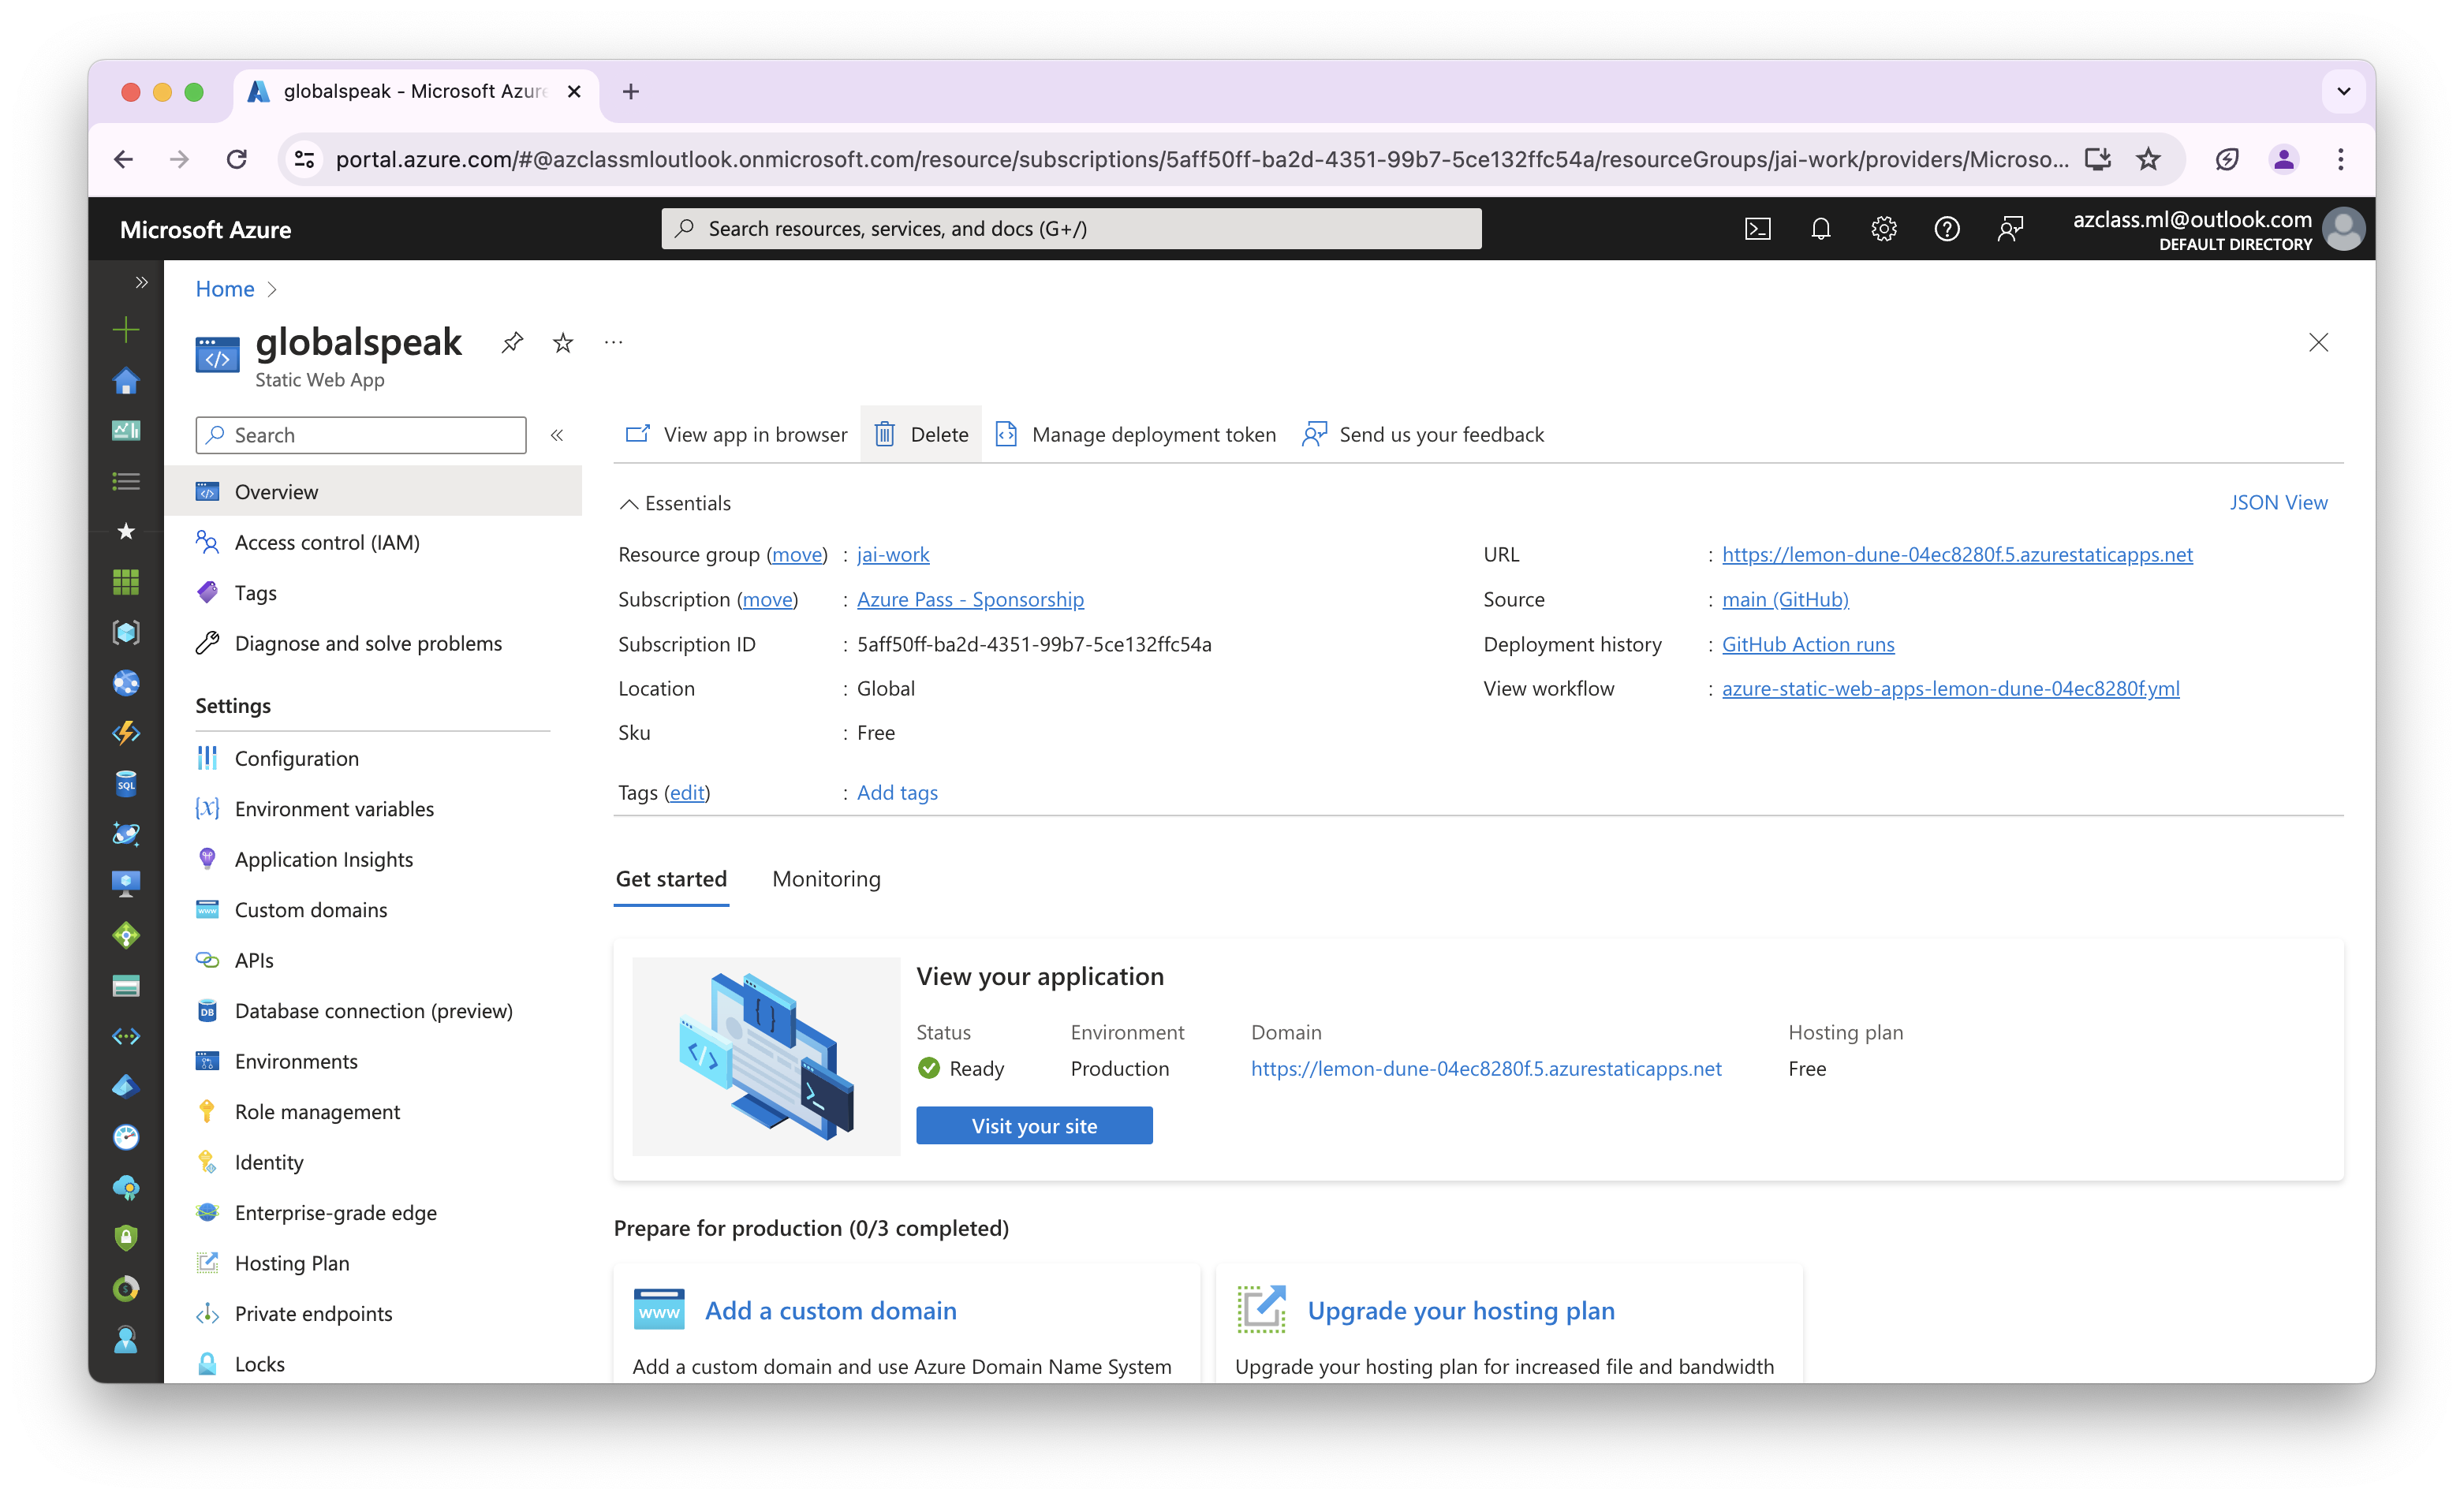 globalspeak - Microsoft Azure
portal.azure.com/#@azclassmloutlook.onmicrosoft.com/resource/subscriptions/5aff50ff-ba2d-4351-99b7-5ce132ffc54a/resourceGroups/jai-work/providers/Microso...
Microsoft Azure
Search resources, services, and docs (G+/)
azclass.ml@outlook.com
DEFAULT DIRECTORY
Home
globalspeak
Static Web App
Search
View app in browser
Delete
Manage deployment token
Send us your feedback
Overview
Access control (IAM)
Tags
Diagnose and solve problems
Settings
Configuration
Environment variables
Application Insights
Custom domains
APIs
Database connection (preview)
Environments
Role management
Identity
Enterprise-grade edge
Hosting Plan
Private endpoints
Locks
Essentials
JSON View
Resource group (move) : jai-work
Subscription (move) : Azure Pass - Sponsorship
Subscription ID : 5aff50ff-ba2d-4351-99b7-5ce132ffc54a
Location : Global
Sku : Free
Tags (edit) : Add tags
URL : https://lemon-dune-04ec8280f.5.azurestaticapps.net
Source : main (GitHub)
Deployment history : GitHub Action runs
View workflow : azure-static-web-apps-lemon-dune-04ec8280f.yml
Get started
Monitoring
View your application
Status Environment Domain Hosting plan
Ready Production https://lemon-dune-04ec8280f.5.azurestaticapps.net Free
Visit your site
Prepare for production (0/3 completed)
www
Add a custom domain
Add a custom domain and use Azure Domain Name System
Upgrade your hosting plan
Upgrade your hosting plan for increased file and bandwidth